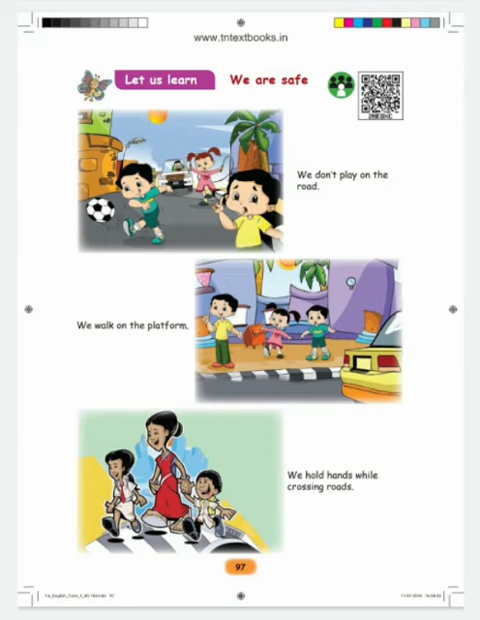 www.tntextbooks.in
Let us learn
We are safe
We don't play on the
road.
We walk on the platform.
We hold hands while
crossing roads.
97